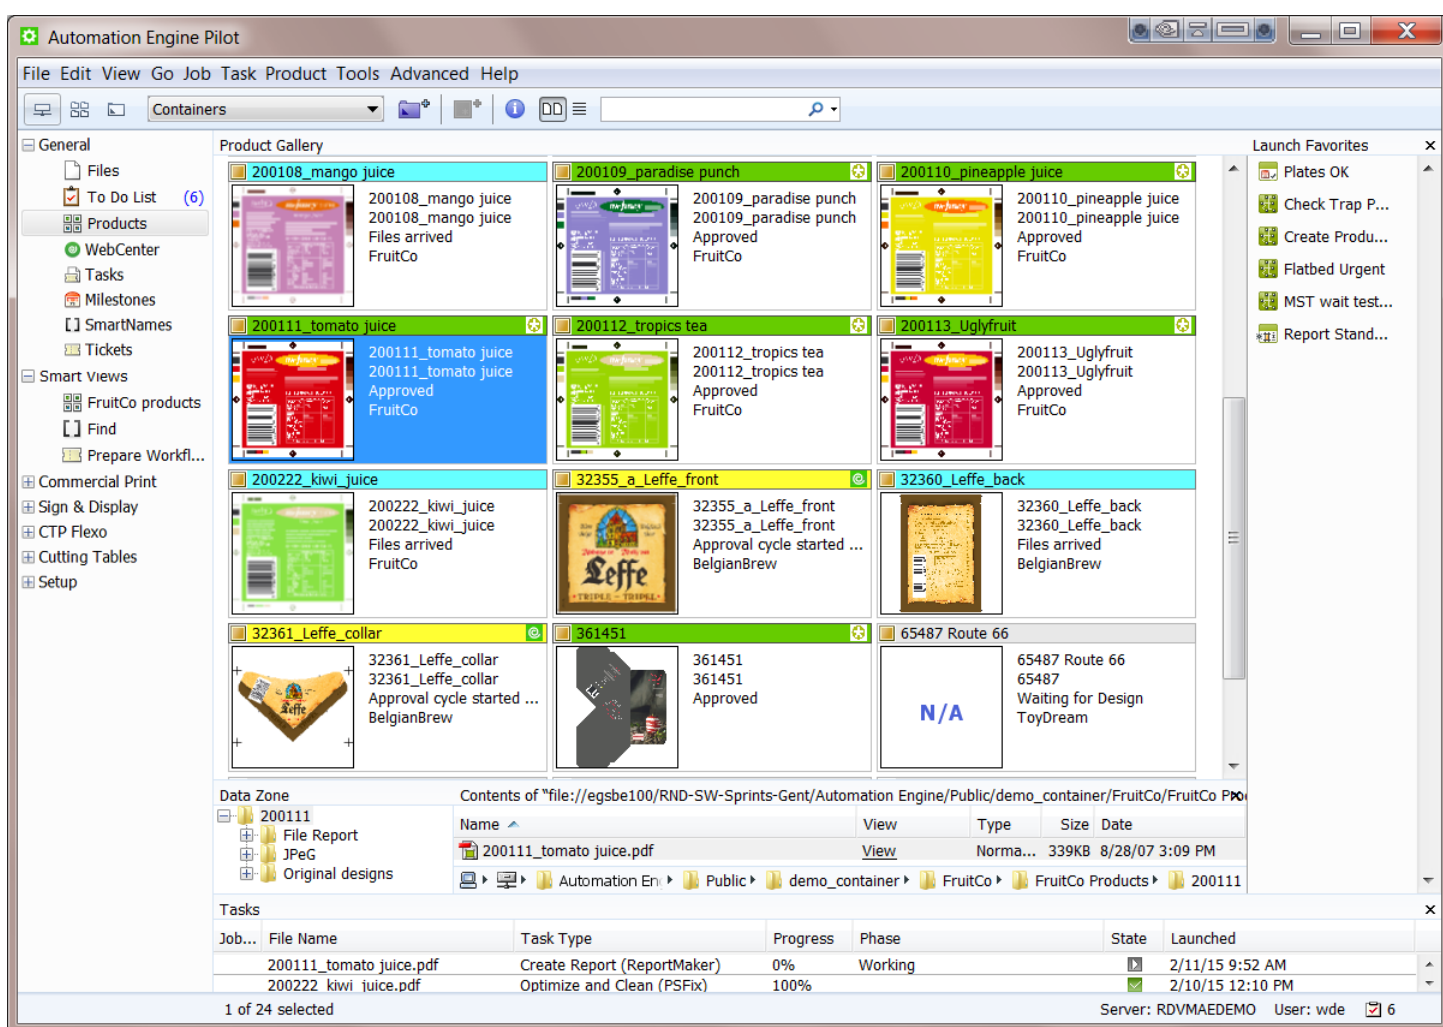 Automation Engine Pilot
File Edit View Go Job Task Product Tools Advanced Help
Containers
General
Files
To Do List (6)
Products
WebCenter
Tasks
Milestones
SmartNames
Tickets
Smart Views
FruitCo products
Find
Prepare Workfl...
Commercial Print
Sign & Display
CTP Flexo
Cutting Tables
Setup
Product Gallery
200108_mango juice
200108_mango juice
200108_mango juice
Files arrived
FruitCo
200109_paradise punch
200109_paradise punch
200109_paradise punch
Approved
FruitCo
200110_pineapple juice
200110_pineapple juice
200110_pineapple juice
Approved
FruitCo
200111_tomato juice
200111_tomato juice
200111_tomato juice
Approved
FruitCo
200112_tropics tea
200112_tropics tea
200112_tropics tea
Approved
FruitCo
200113_Uglyfruit
200113_Uglyfruit
200113_Uglyfruit
Approved
FruitCo
200222_kiwi_juice
200222_kiwi_juice
200222_kiwi_juice
Files arrived
FruitCo
32355_a_Leffe_front
Leffe
TRIPLE - TRIPEL
32355_a_Leffe_front
32355_a_Leffe_front
Approval cycle started ...
BelgianBrew
32360_Leffe_back
32360_Leffe_back
32360_Leffe_back
Files arrived
BelgianBrew
32361_Leffe_collar
Leffe
32361_Leffe_collar
32361_Leffe_collar
Approval cycle started ...
BelgianBrew
361451
361451
361451
Approved
65487 Route 66
N/A
65487 Route 66
65487
Waiting for Design
ToyDream
Launch Favorites
Plates OK
Check Trap P...
Create Produ...
Flatbed Urgent
MST wait test...
Report Stand...
Data Zone
200111
File Report
JPeG
Original designs
Contents of "file://egsbe100/RND-SW-Sprints-Gent/Automation Engine/Public/demo_container/FruitCo/FruitCo
Name View Type Size Date
200111_tomato juice.pdf View Norma... 339KB 8/28/07 3:09 PM
Automation En Public demo_container FruitCo FruitCo Products 200111
Tasks
Job... File Name Task Type Progress Phase State Launched
200111_tomato juice.pdf Create Report (ReportMaker) 0% Working 2/11/15 9:52 AM
200222_kiwi_juice.pdf Optimize and Clean (PSFix) 100% 2/10/15 12:10 PM
1 of 24 selected
Server: RDVMAEDEMO User: wde 6